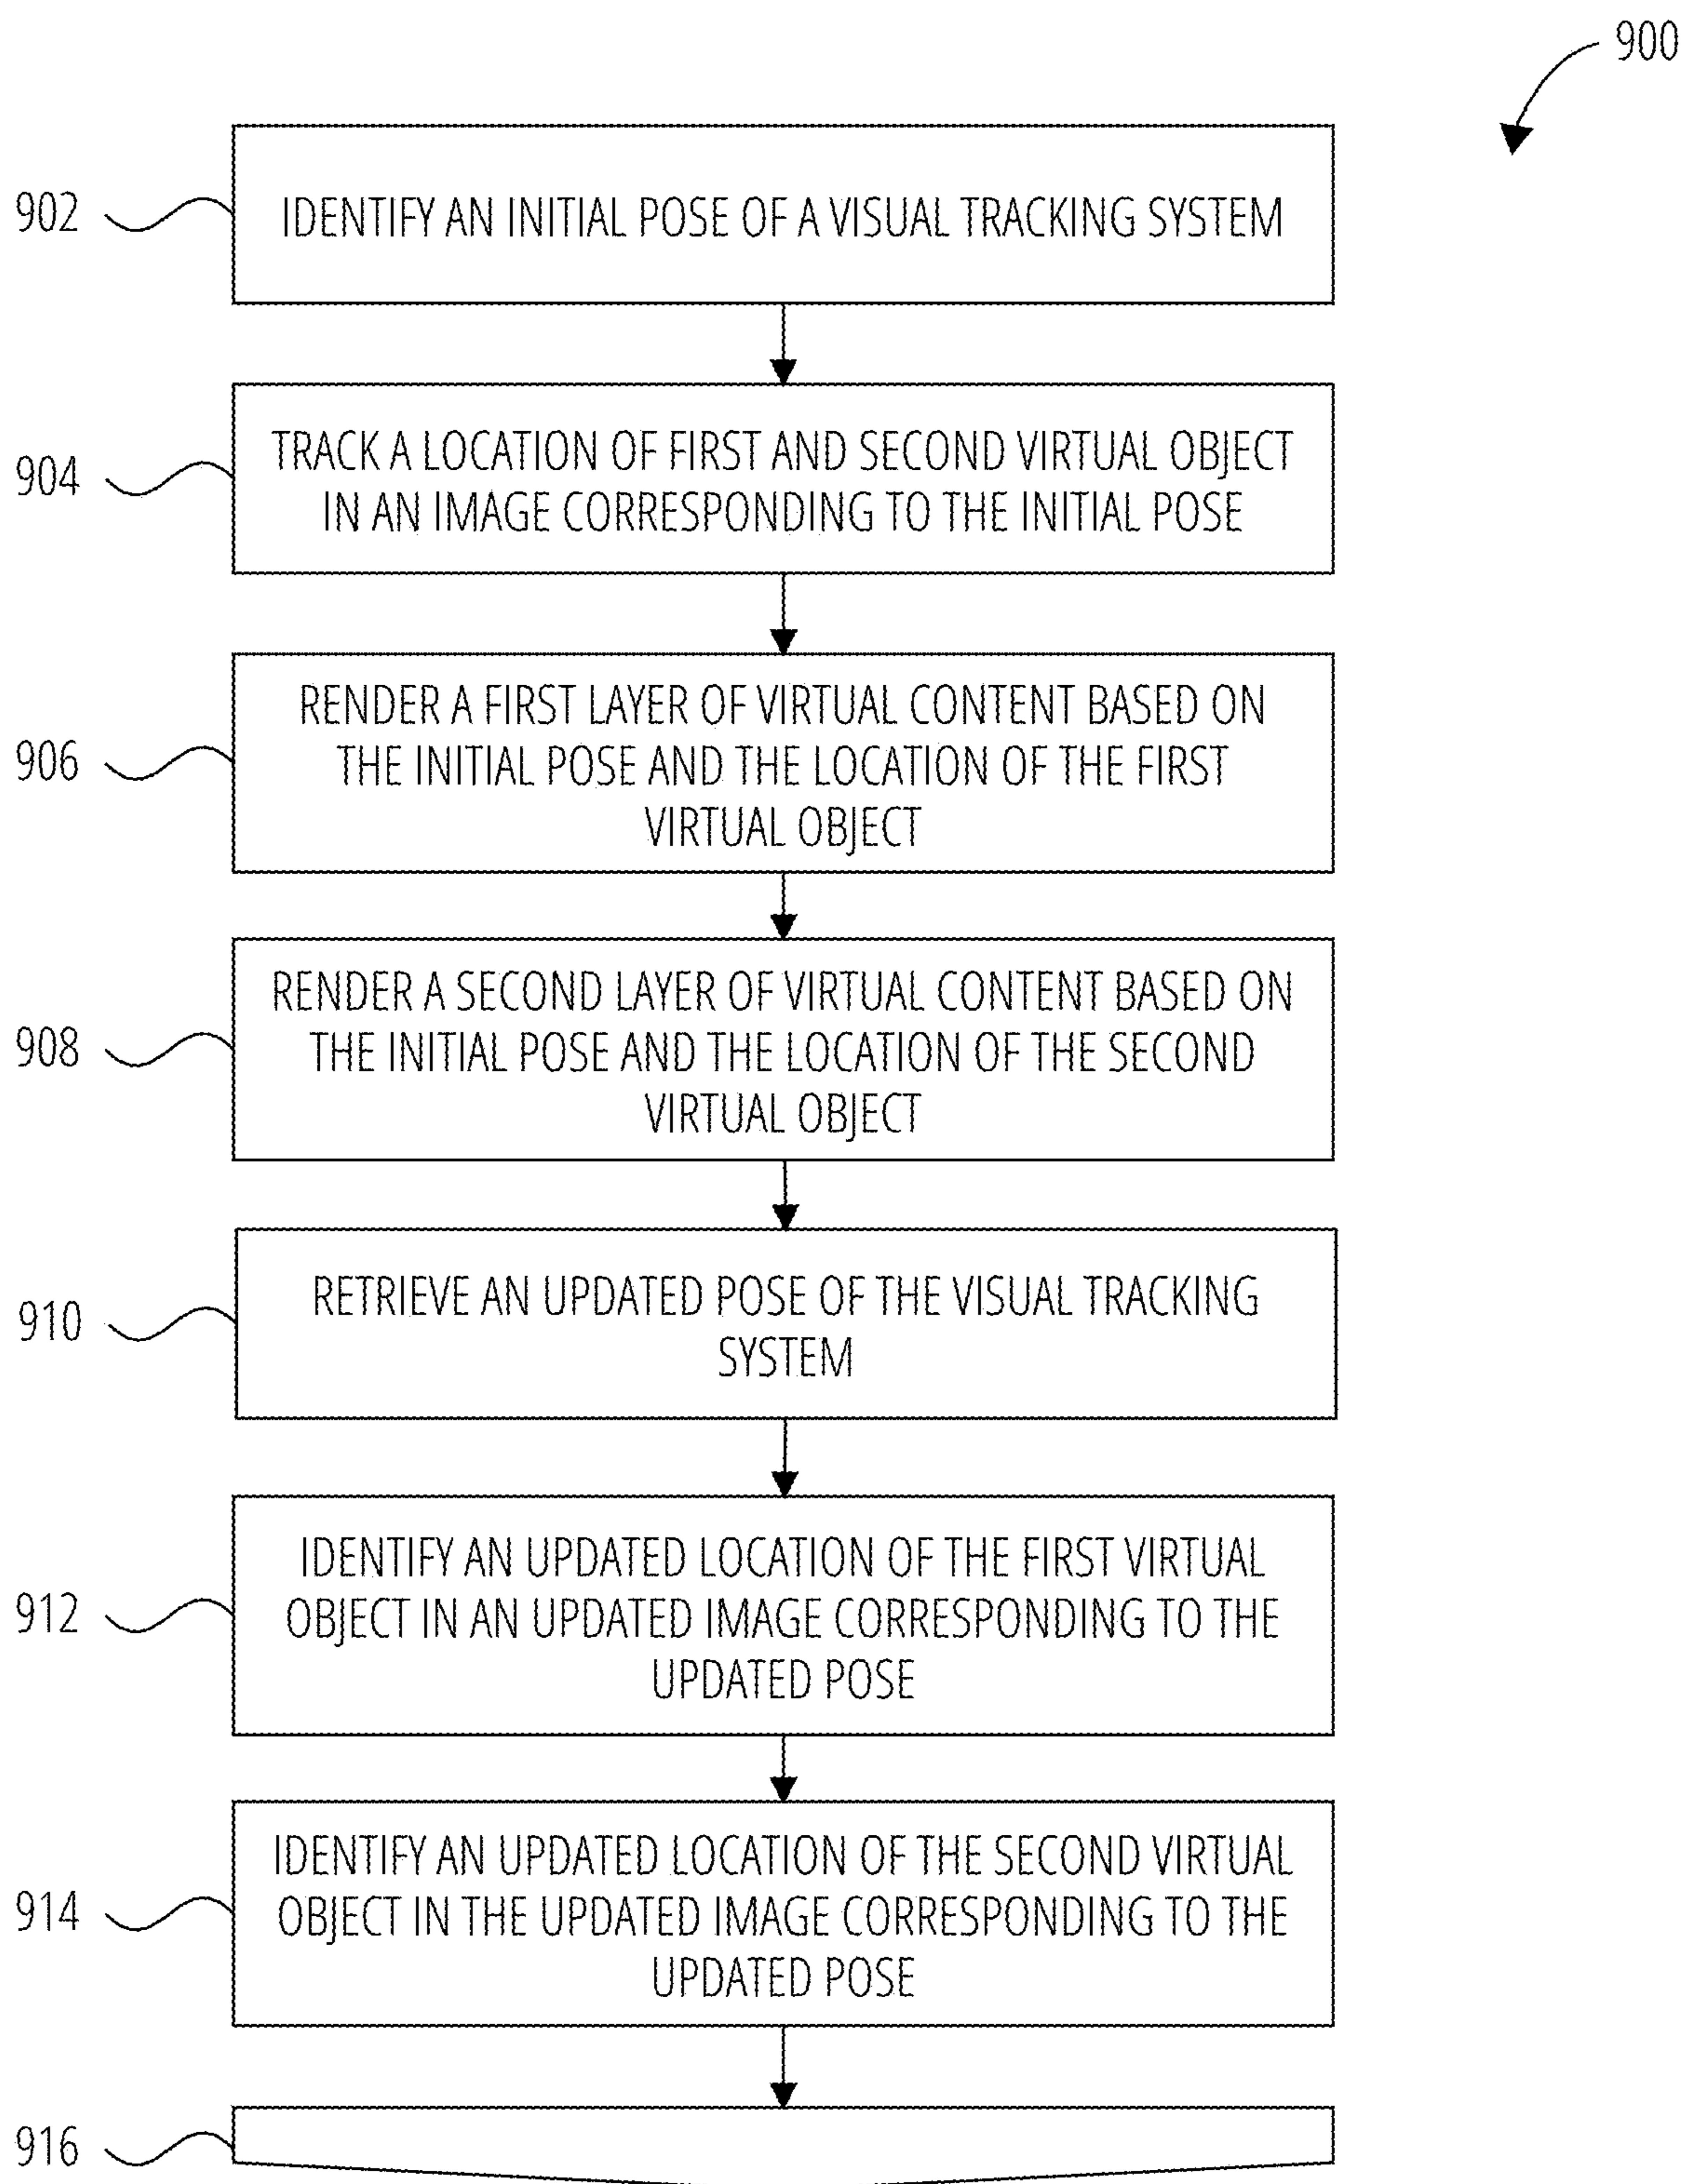 900
902
IDENTIFY AN INITIAL POSE OF A VISUAL TRACKING SYSTEM
904
TRACK A LOCATION OF FIRST AND SECOND VIRTUAL OBJECT
IN AN IMAGE CORRESPONDING TO THE INITIAL POSE
906
RENDER A FIRST LAYER OF VIRTUAL CONTENT BASED ON
THE INITIAL POSE AND THE LOCATION OF THE FIRST
VIRTUAL OBJECT
908
RENDER A SECOND LAYER OF VIRTUAL CONTENT BASED ON
THE INITIAL POSE AND THE LOCATION OF THE SECOND
VIRTUAL OBJECT
910
RETRIEVE AN UPDATED POSE OF THE VISUAL TRACKING
SYSTEM
912
IDENTIFY AN UPDATED LOCATION OF THE FIRST VIRTUAL
OBJECT IN AN UPDATED IMAGE CORRESPONDING TO THE
UPDATED POSE
914
IDENTIFY AN UPDATED LOCATION OF THE SECOND VIRTUAL
OBJECT IN THE UPDATED IMAGE CORRESPONDING TO THE
UPDATED POSE
916